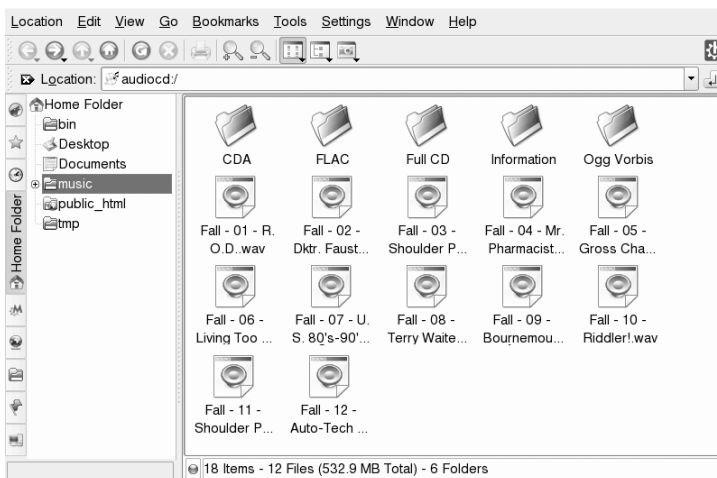 Location Edit View Go Bookmarks Tools Settings Window Help
Location: audiocd:/
Home Folder
Home Folder
bin
Desktop
Documents
music
public_html
tmp
CDA FLAC Full CD Information Ogg Vorbis
Fall - 01 - R. Fall - 02 - Fall - 03 - Fall - 04 - Mr. Fall - 05 -
O.D..wav Dktr. Faust... Shoulder P... Pharmacist... Gross Cha...
Fall - 06 - Fall - 07 - U. Fall - 08 - Fall - 09 - Fall - 10 -
Living Too ... S. 80's-90'... Terry Waite... Bournemou... Riddler!.wav
Fall - 11 - Fall - 12 -
Shoulder P... Auto-Tech ...
18 Items - 12 Files (532.9 MB Total) - 6 Folders